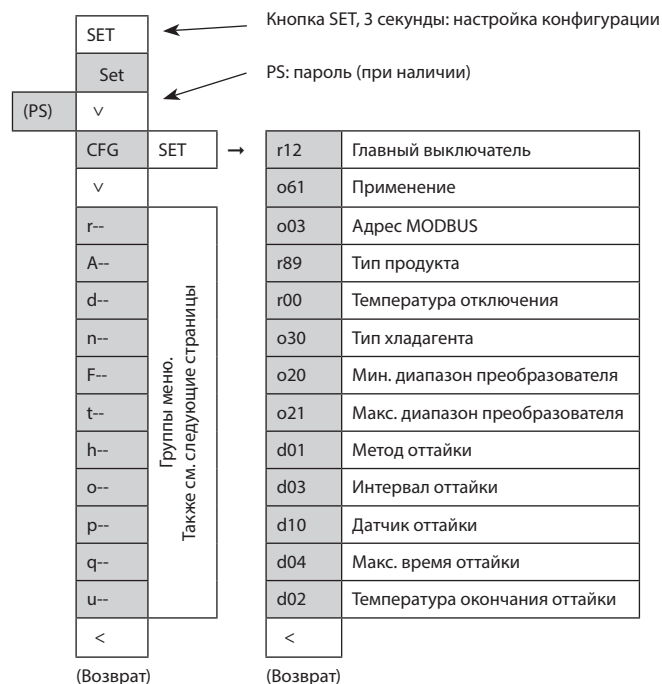 SET
Кнопка SET, 3 секунды: настройка конфигурации
Set
PS: пароль (при наличии)
(PS) ˅
CFG SET → r12 Главный выключатель
˅ o61 Применение
r-- o03 Адрес MODBUS
A-- r89 Тип продукта
d-- r00 Температура отключения
n-- o30 Тип хладагента
F-- o20 Мин. диапазон преобразователя
t-- o21 Макс. диапазон преобразователя
h-- d01 Метод оттайки
o-- d03 Интервал оттайки
p-- d10 Датчик оттайки
q-- d04 Макс. время оттайки
u-- d02 Температура окончания оттайки
Группы меню.
Также см. следующие страницы
< <
(Возврат) (Возврат)